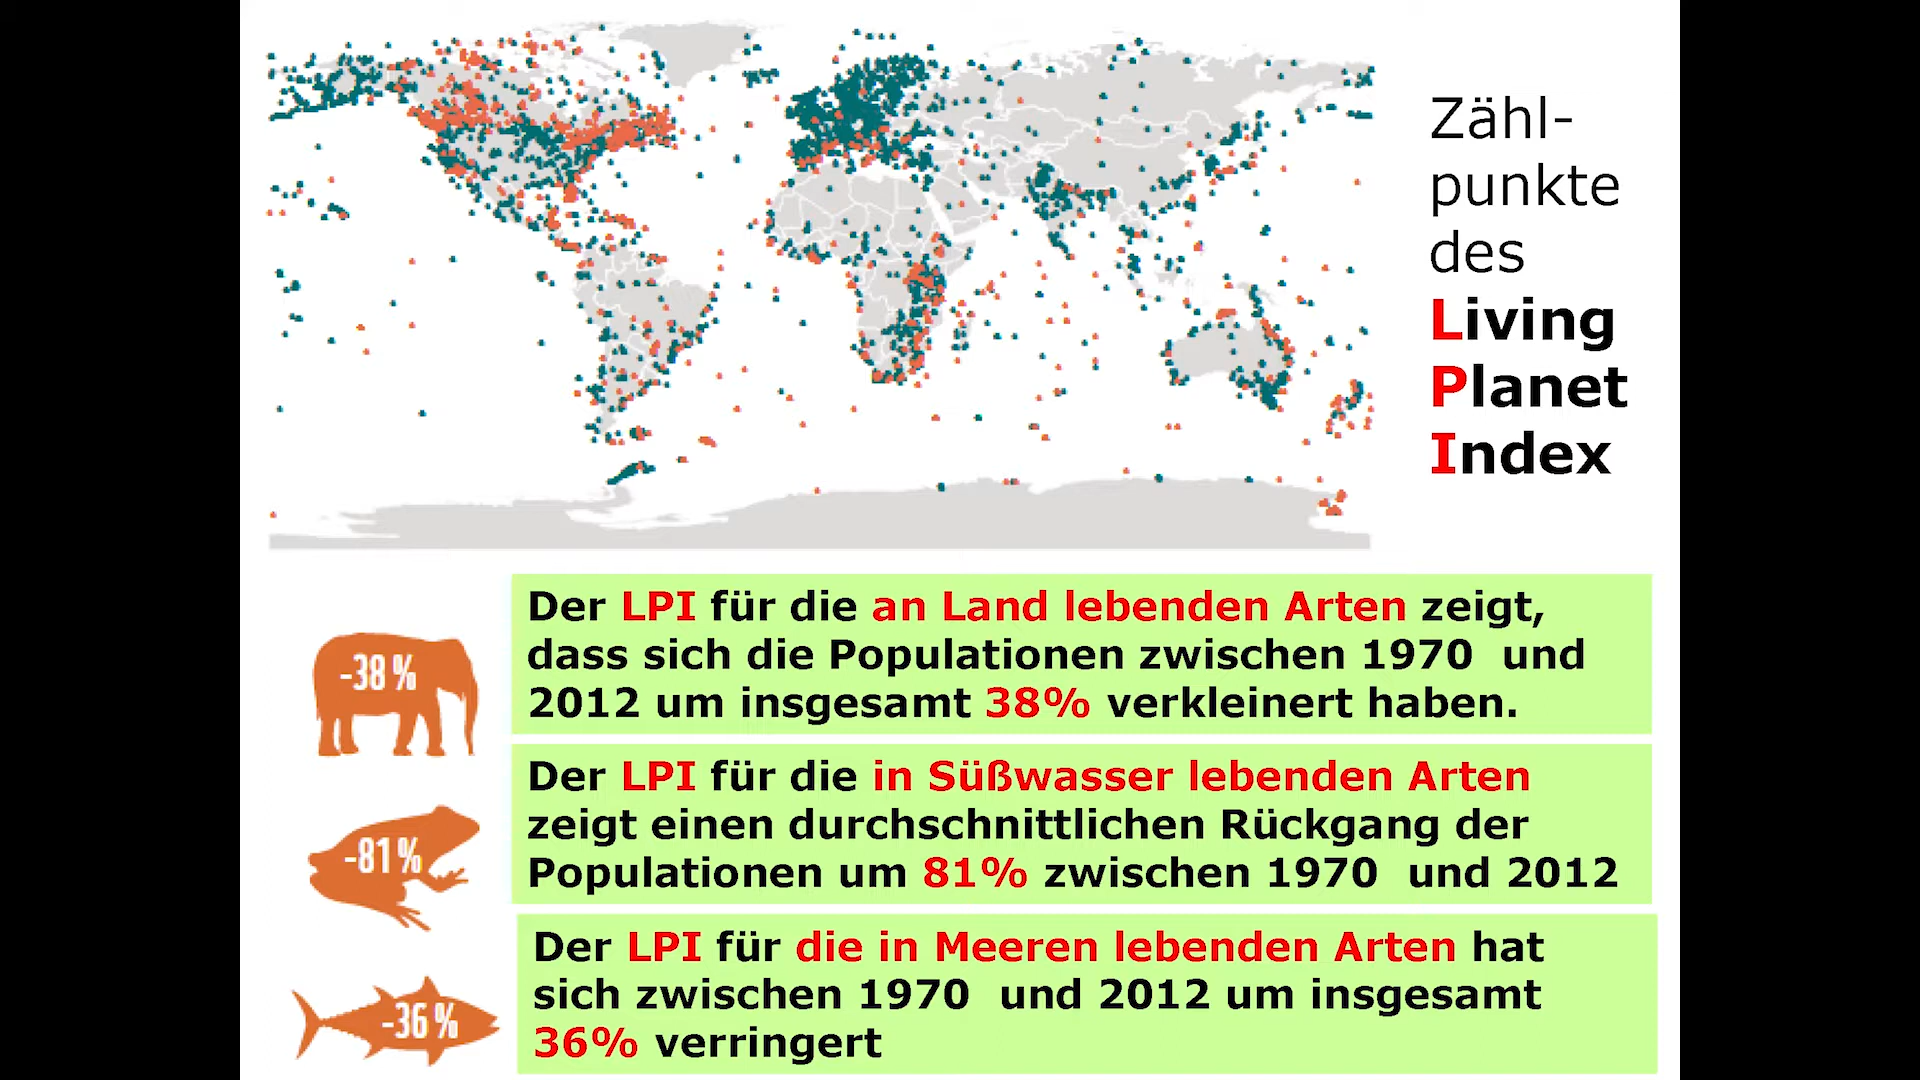 Zähl-
punkte
des
Living
Planet
Index
-38 %
Der LPI für die an Land lebenden Arten zeigt,
dass sich die Populationen zwischen 1970 und
2012 um insgesamt 38% verkleinert haben.
-81 %
Der LPI für die in Süßwasser lebenden Arten
zeigt einen durchschnittlichen Rückgang der
Populationen um 81% zwischen 1970 und 2012
-36 %
Der LPI für die in Meeren lebenden Arten hat
sich zwischen 1970 und 2012 um insgesamt
36% verringert